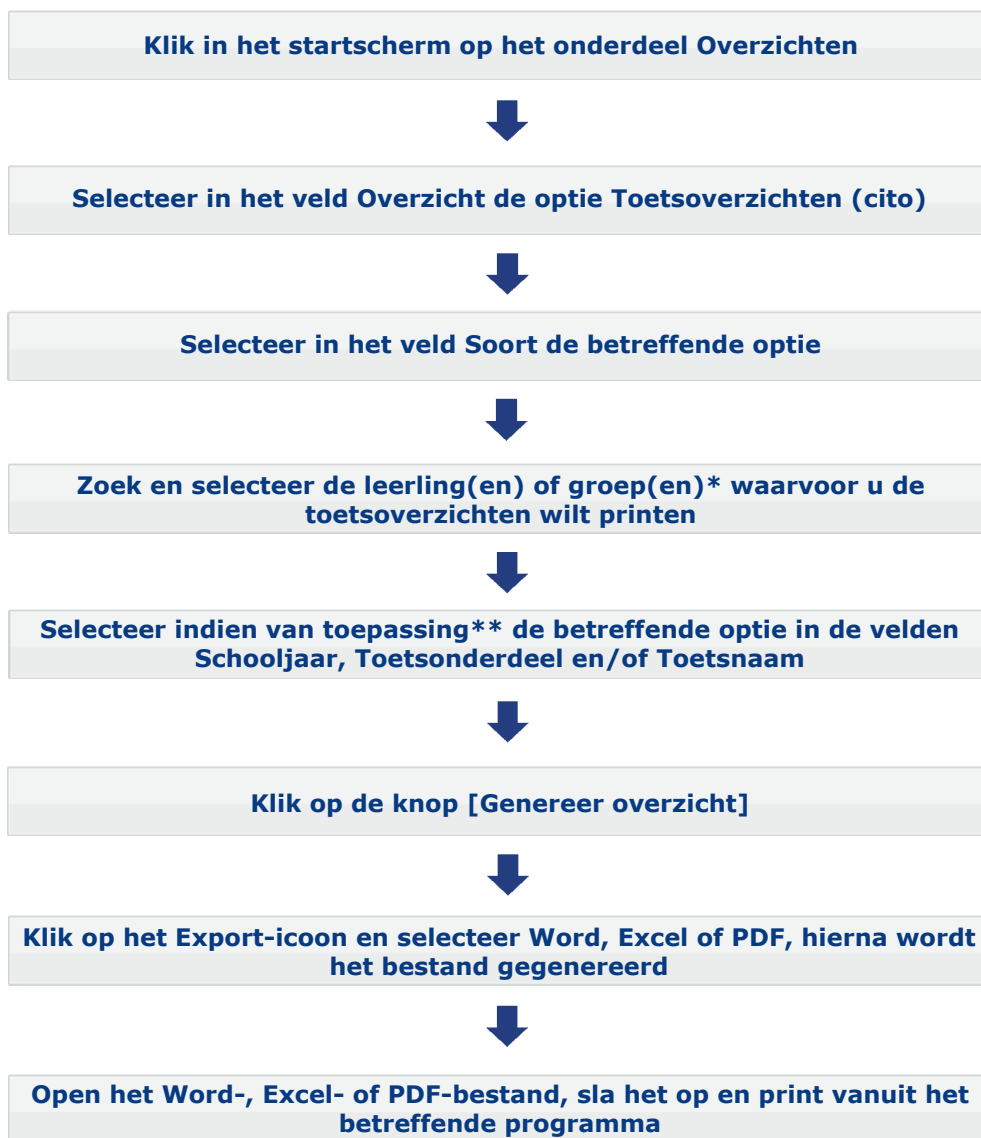 Klik in het startscherm op het onderdeel Overzichten
Selecteer in het veld Overzicht de optie Toetsoverzichten (cito)
Selecteer in het veld Soort de betreffende optie
Zoek en selecteer de leerling(en) of groep(en)* waarvoor u de
toetsoverzichten wilt printen
Selecteer indien van toepassing** de betreffende optie in de velden
Schooljaar, Toetsonderdeel en/of Toetsnaam
Klik op de knop [Genereer overzicht]
Klik op het Export-icoon en selecteer Word, Excel of PDF, hierna wordt
het bestand gegenereerd
Open het Word-, Excel- of PDF-bestand, sla het op en print vanuit het
betreffende programma